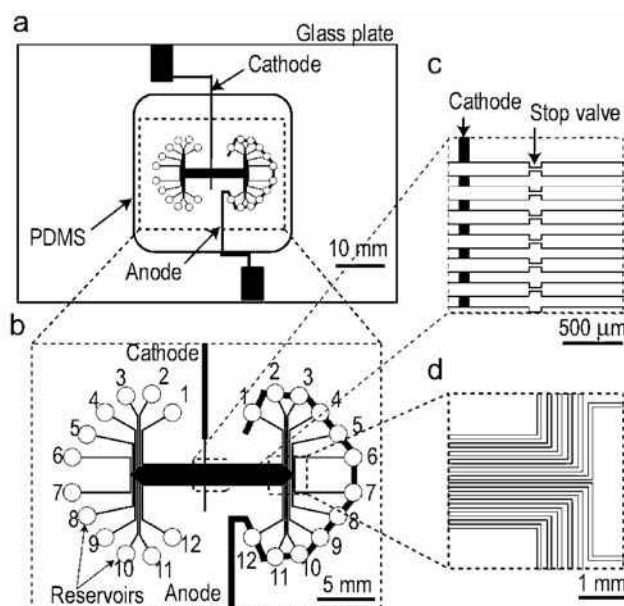 a
Glass plate
Cathode
PDMS
Anode
10 mm
c
Cathode
Stop valve
500 μm
b
Cathode
3 2
4 1
5
6
7
8
9 12
10 11
Reservoirs
2 3
1 4
5
6
7
8
12 9
11 10
Anode
5 mm
d
1 mm